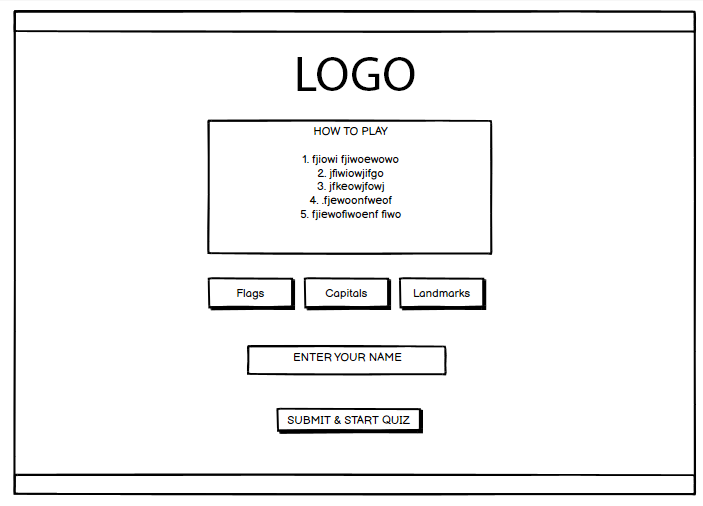 LOGO
HOW TO PLAY
1. fjiowi fjiwoewowo
2. jfiwiowjifgo
3. jfkeowjfowj
4. .fjewoonfweof
5. fjiewofiwoenf fiwo
Flags Capitals Landmarks
ENTER YOUR NAME
SUBMIT & START QUIZ